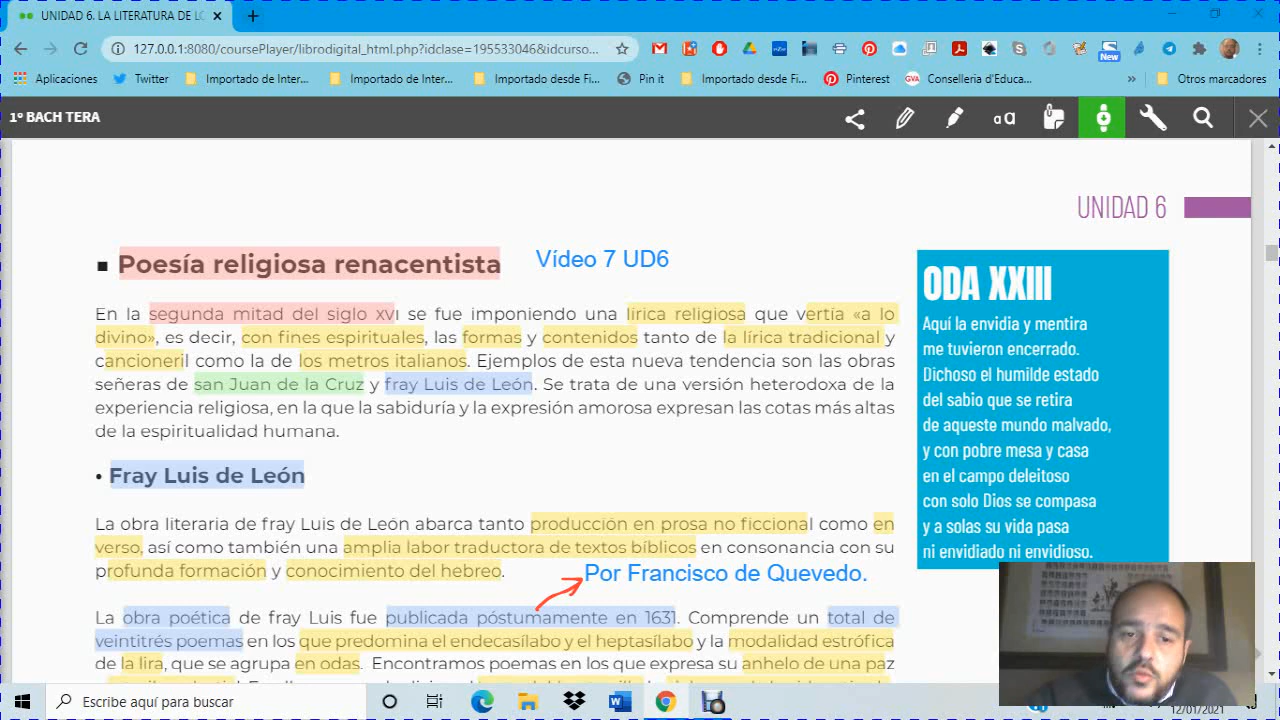 UNIDAD 6. LA LITERATURA DE LO
127.0.0.1:8080/coursePlayer/librodigital_html.php?idclase=195533046&idcurso...
New
Aplicaciones Twitter Importado de Inter... Importado de Inter... Importado desde Fi... Pin it Importado desde Fi... Pinterest GVA Conselleria d'Educa... » Otros marcadores
1º BACH TERA
aA
UNIDAD 6
■ Poesía religiosa renacentista
Vídeo 7 UD6
En la segunda mitad del siglo XVI se fue imponiendo una lírica religiosa que vertía «a lo
divino», es decir, con fines espirituales, las formas y contenidos tanto de la lírica tradicional y
cancioneril como la de los metros italianos. Ejemplos de esta nueva tendencia son las obras
señeras de san Juan de la Cruz y fray Luis de León. Se trata de una versión heterodoxa de la
experiencia religiosa, en la que la sabiduría y la expresión amorosa expresan las cotas más altas
de la espiritualidad humana.
• Fray Luis de León
La obra literaria de fray Luis de León abarca tanto producción en prosa no ficcional como en
verso, así como también una amplia labor traductora de textos bíblicos en consonancia con su
profunda formación y conocimiento del hebreo.
Por Francisco de Quevedo.
La obra poética de fray Luis fue publicada póstumamente en 1631. Comprende un total de
veintitrés poemas en los que predomina el endecasílabo y el heptasílabo y la modalidad estrófica
de la lira, que se agrupa en odas. Encontramos poemas en los que expresa su anhelo de una paz
ODA XXIII
Aquí la envidia y mentira
me tuvieron encerrado.
Dichoso el humilde estado
del sabio que se retira
de aqueste mundo malvado,
y con pobre mesa y casa
en el campo deleitoso
con solo Dios se compasa
y a solas su vida pasa
ni envidiado ni envidioso.
Escribe aquí para buscar
12/01/2021